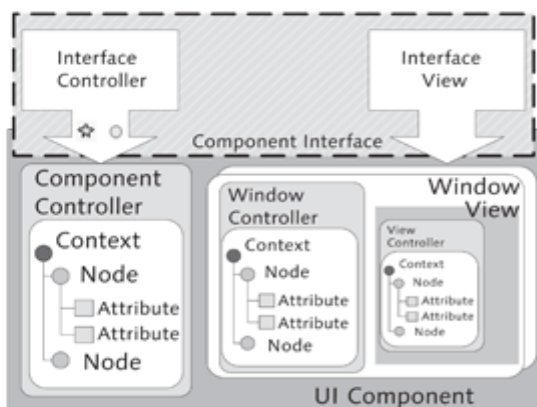 Interface
Controller
Interface
View
Component Interface
Component
Controller
Context
Node
Attribute
Attribute
Node
Window
Controller
Context
Node
Attribute
Attribute
Node
Window
View
View
Controller
Context
Node
Attribute
Attribute
Node
UI Component